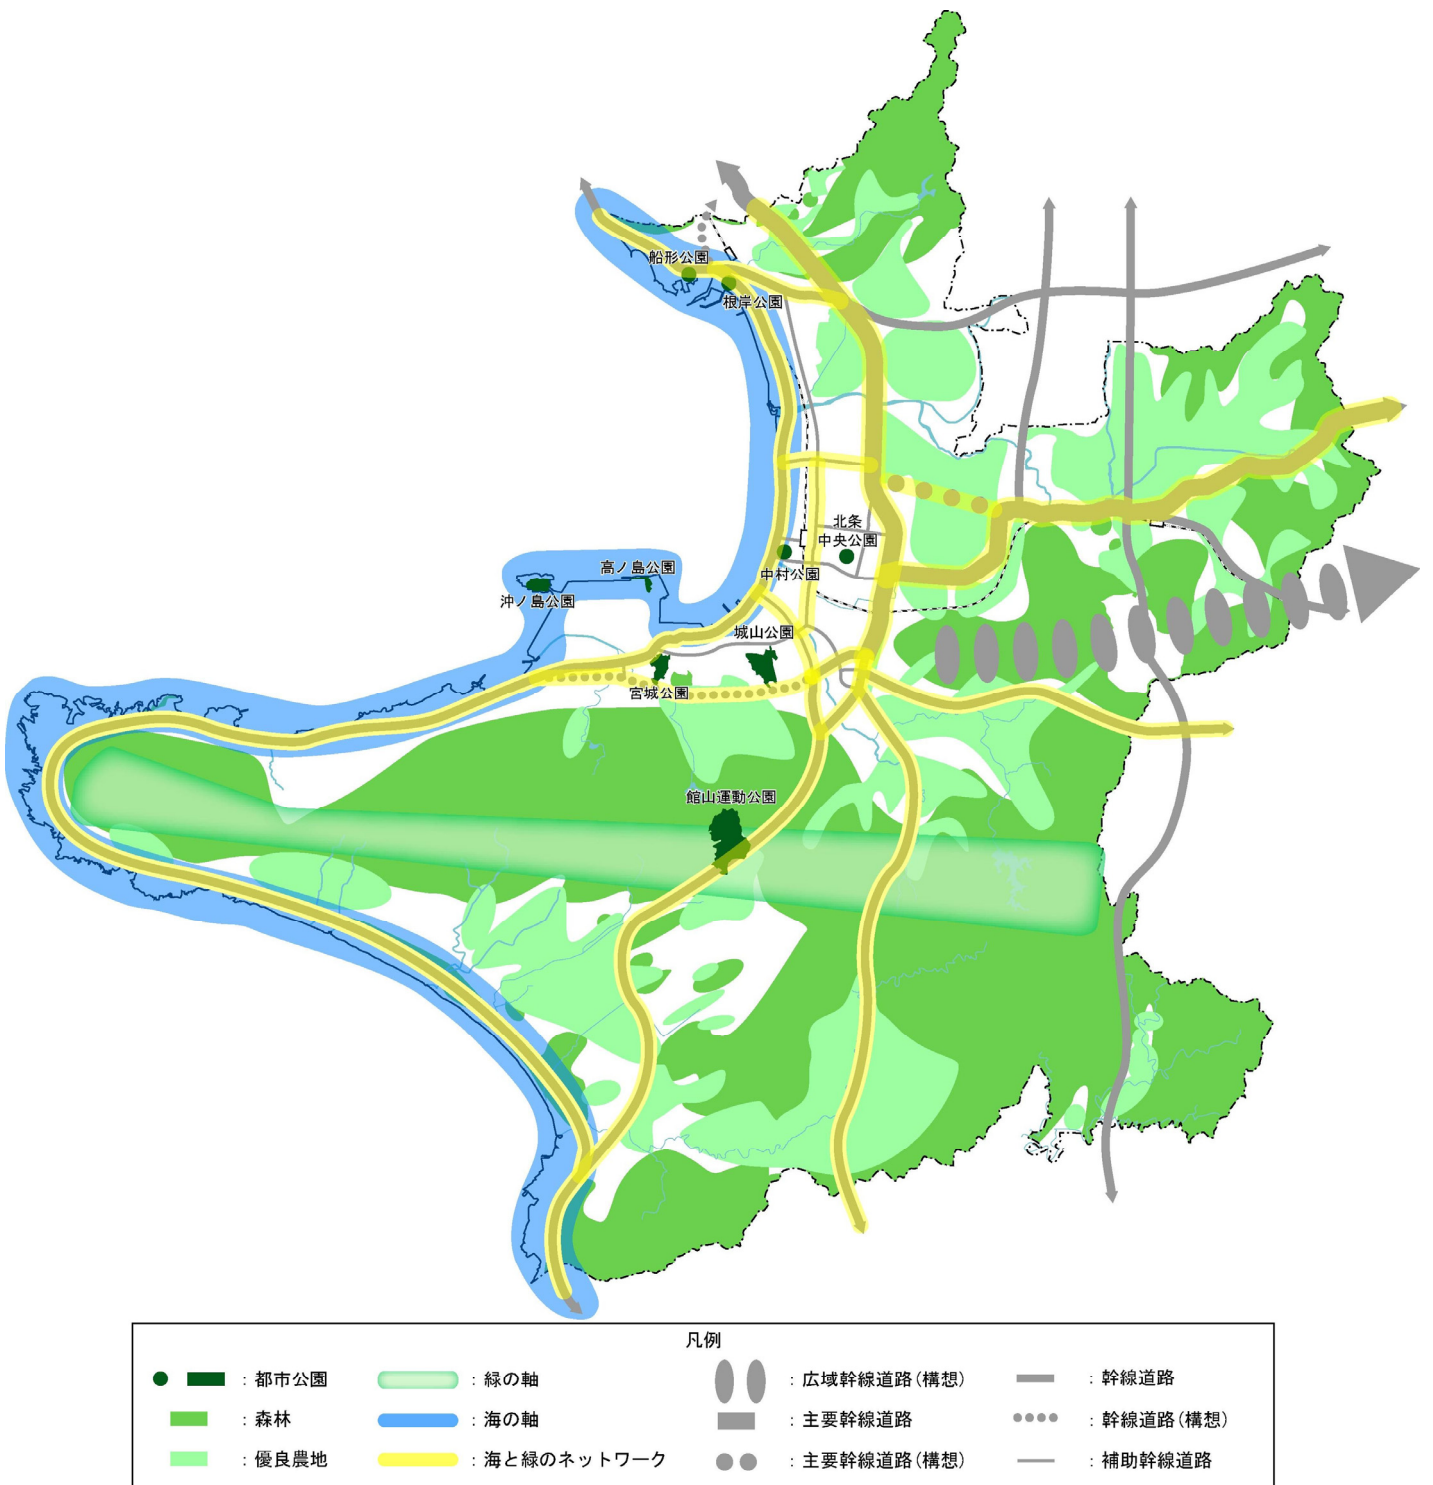 船形公園
根岸公園
北条
中央公園
中村公園
高ノ島公園
沖ノ島公園
城山公園
宮城公園
館山運動公園
凡例
：都市公園
：緑の軸
：広域幹線道路(構想)
：幹線道路
：森林
：海の軸
：主要幹線道路
：幹線道路(構想)
：優良農地
：海と緑のネットワーク
：主要幹線道路(構想)
：補助幹線道路